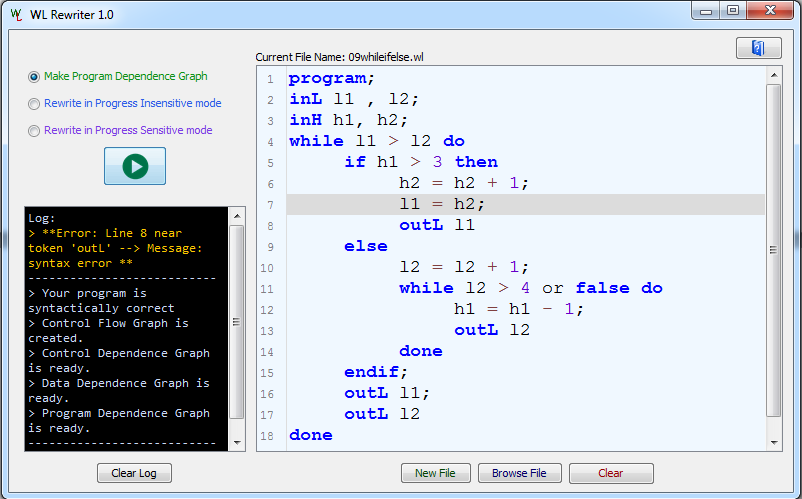 WL Rewriter 1.0
Current File Name: 09whileifelse.wl
Make Program Dependence Graph
Rewrite in Progress Insensitive mode
Rewrite in Progress Sensitive mode
Log:
> **Error: Line 8 near
token 'outL' --> Message:
syntax error **
---------------------------
> Your program is
syntactically correct
> Control Flow Graph is
created.
> Control Dependence Graph
is ready.
> Data Dependence Graph is
ready.
> Program Dependence Graph
is ready.
---------------------------
Clear Log
1 program;
2 inL l1 , l2;
3 inH h1, h2;
4 while l1 > l2 do
5 if h1 > 3 then
6 h2 = h2 + 1;
7 l1 = h2;
8 outL l1
9 else
10 l2 = l2 + 1;
11 while l2 > 4 or false do
12 h1 = h1 - 1;
13 outL l2
14 done
15 endif;
16 outL l1;
17 outL l2
18 done
New File
Browse File
Clear